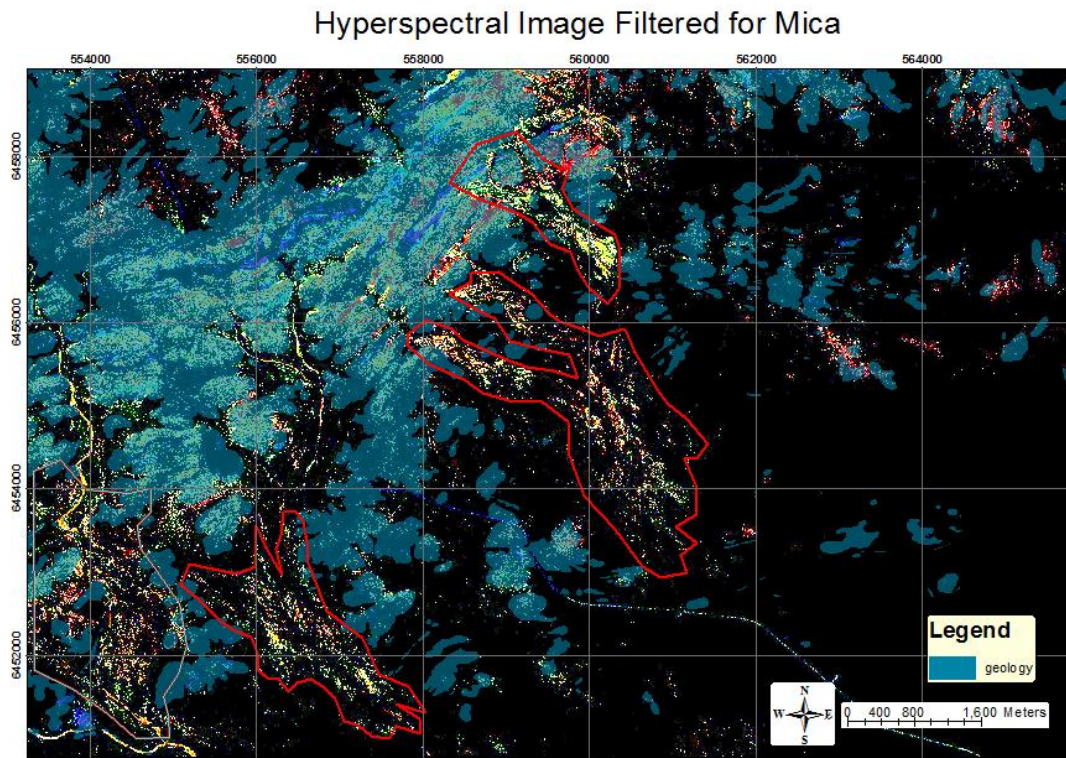 Hyperspectral Image Filtered for Mica
554000 556000 558000 560000 562000 564000
6458000
6456000
6454000
6452000
Legend
geology
N
W E
S
0 400 800 1,600 Meters